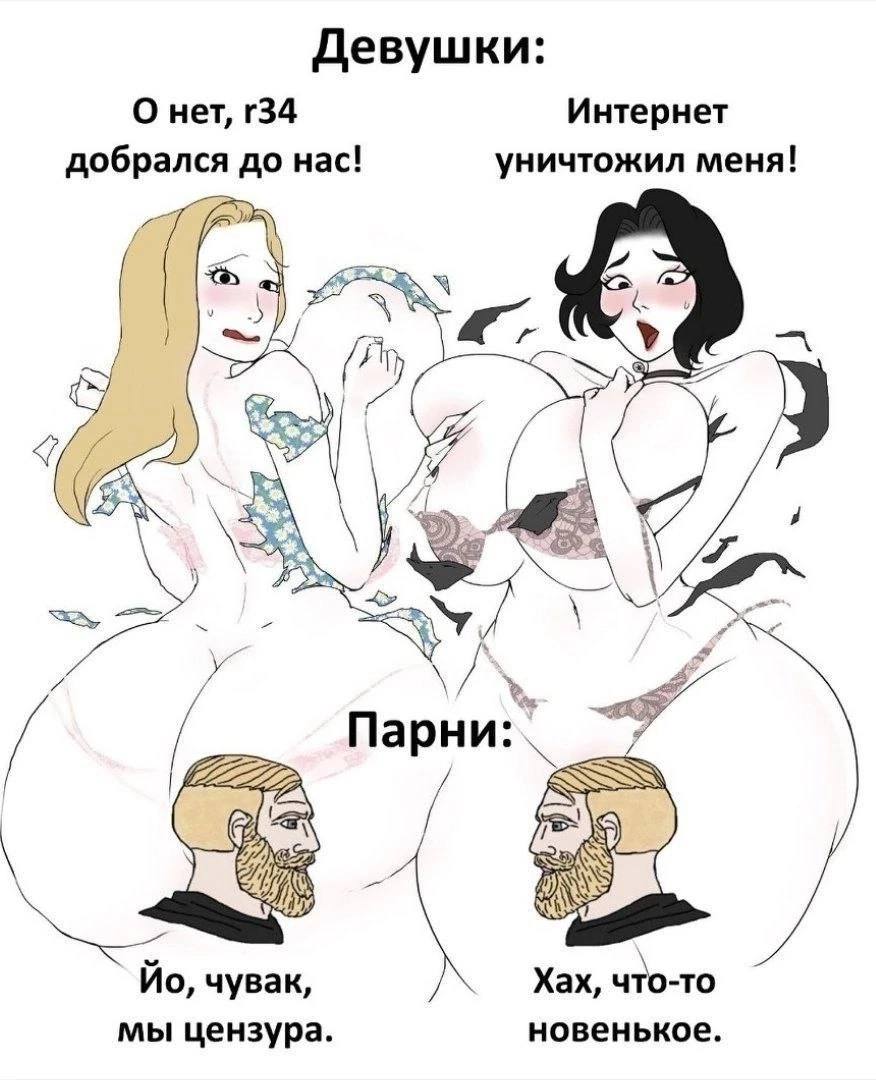 Девушки:
О нет, r34
добрался до нас!
Интернет
уничтожил меня!
Парни:
Йо, чувак,
мы цензура.
Хах, что-то
новенькое.